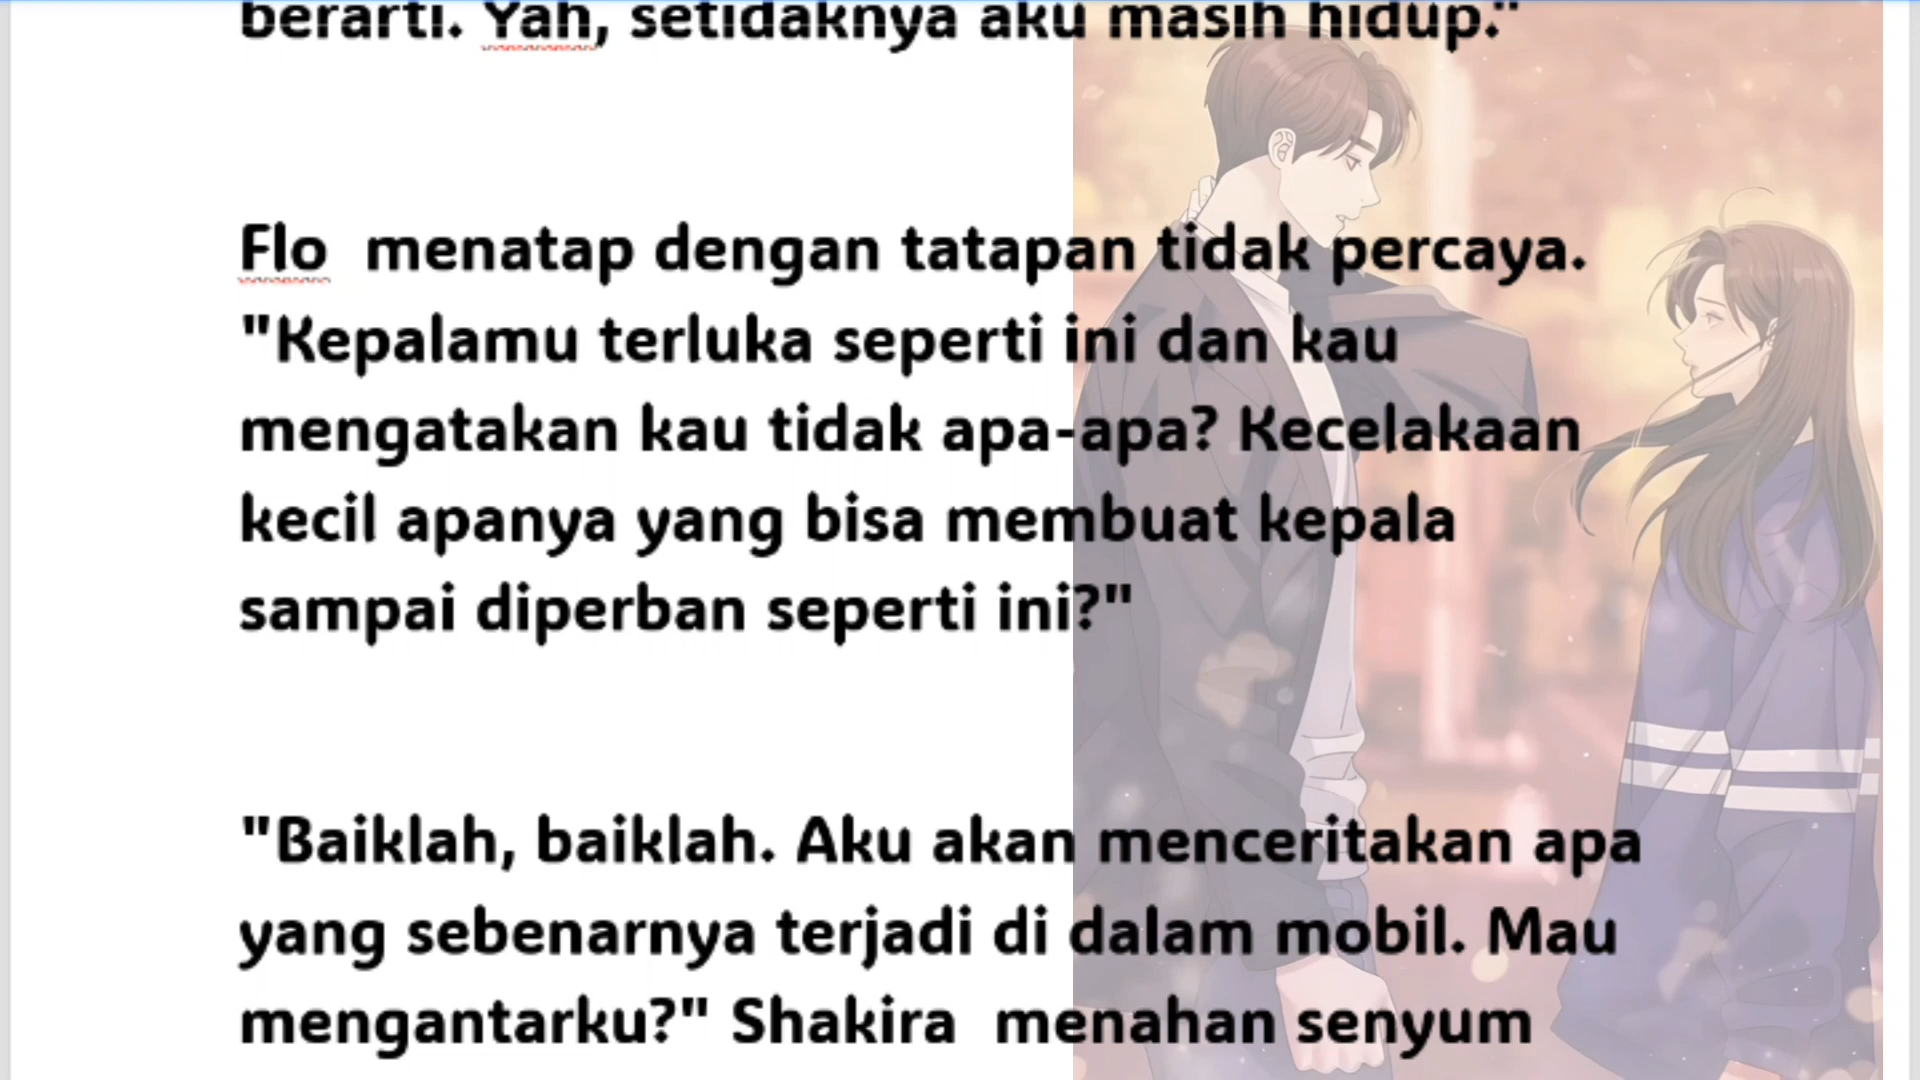 berarti. Yah, setidaknya aku masih hidup."
Flo menatap dengan tatapan tidak percaya.
"Kepalamu terluka seperti ini dan kau
mengatakan kau tidak apa-apa? Kecelakaan
kecil apanya yang bisa membuat kepala
sampai diperban seperti ini?"
"Baiklah, baiklah. Aku akan menceritakan apa
yang sebenarnya terjadi di dalam mobil. Mau
mengantarku?" Shakira menahan senyum